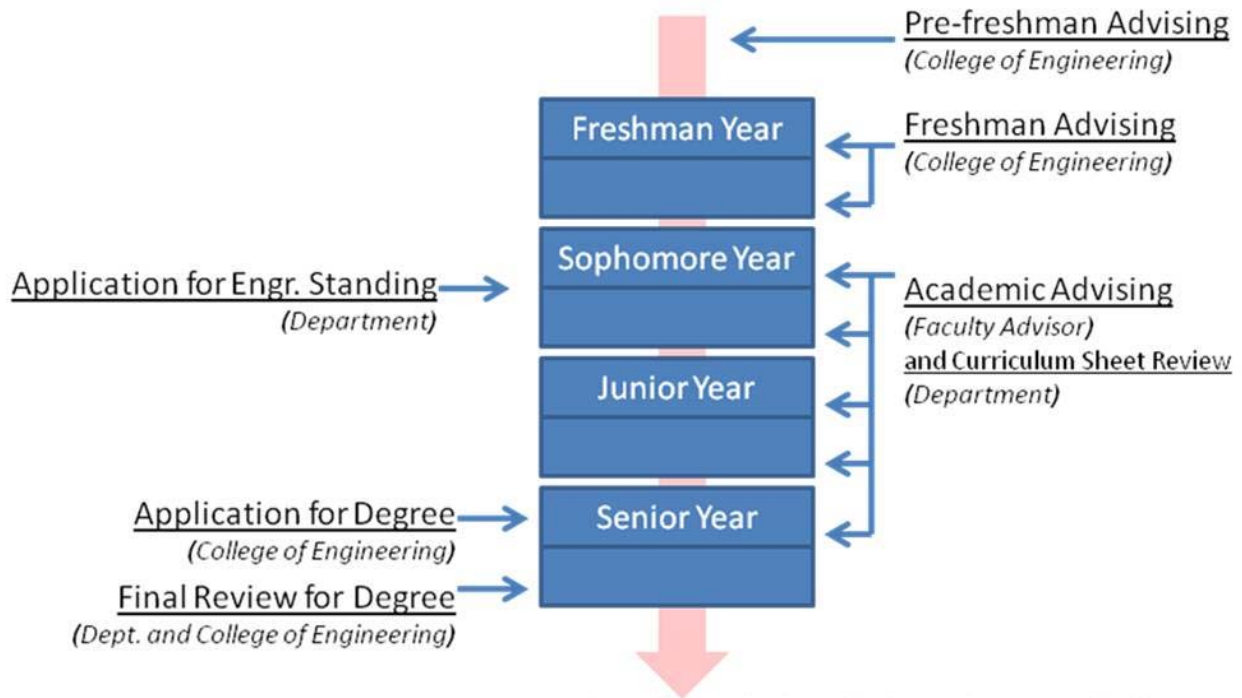 Pre-freshman Advising
(College of Engineering)
Freshman Year
Freshman Advising
(College of Engineering)
Sophomore Year
Application for Engr. Standing
(Department)
Academic Advising
(Faculty Advisor)
and Curriculum Sheet Review
(Department)
Junior Year
Senior Year
Application for Degree
(College of Engineering)
Final Review for Degree
(Dept. and College of Engineering)